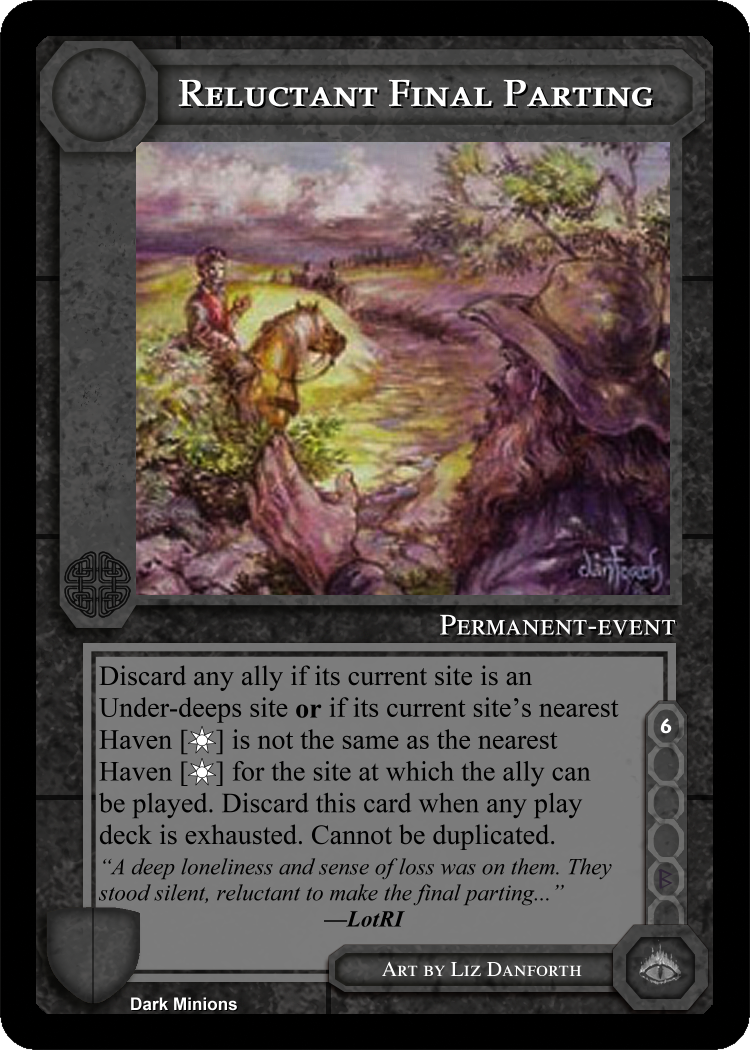 Reluctant Final Parting
danforth
Permanent-event
Discard any ally if its current site is an
Under-deeps site or if its current site's nearest
Haven [☀] is not the same as the nearest
Haven [☀] for the site at which the ally can
be played. Discard this card when any play
deck is exhausted. Cannot be duplicated.
“A deep loneliness and sense of loss was on them. They
stood silent, reluctant to make the final parting...”
—LotRI
6
B
Art by Liz Danforth
Dark Minions